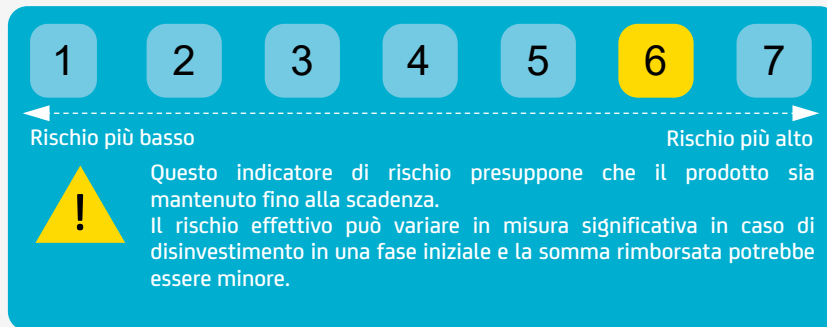 1 2 3 4 5 6 7
Rischio più basso Rischio più alto
!
Questo indicatore di rischio presuppone che il prodotto sia
mantenuto fino alla scadenza.
Il rischio effettivo può variare in misura significativa in caso di
disinvestimento in una fase iniziale e la somma rimborsata potrebbe
essere minore.